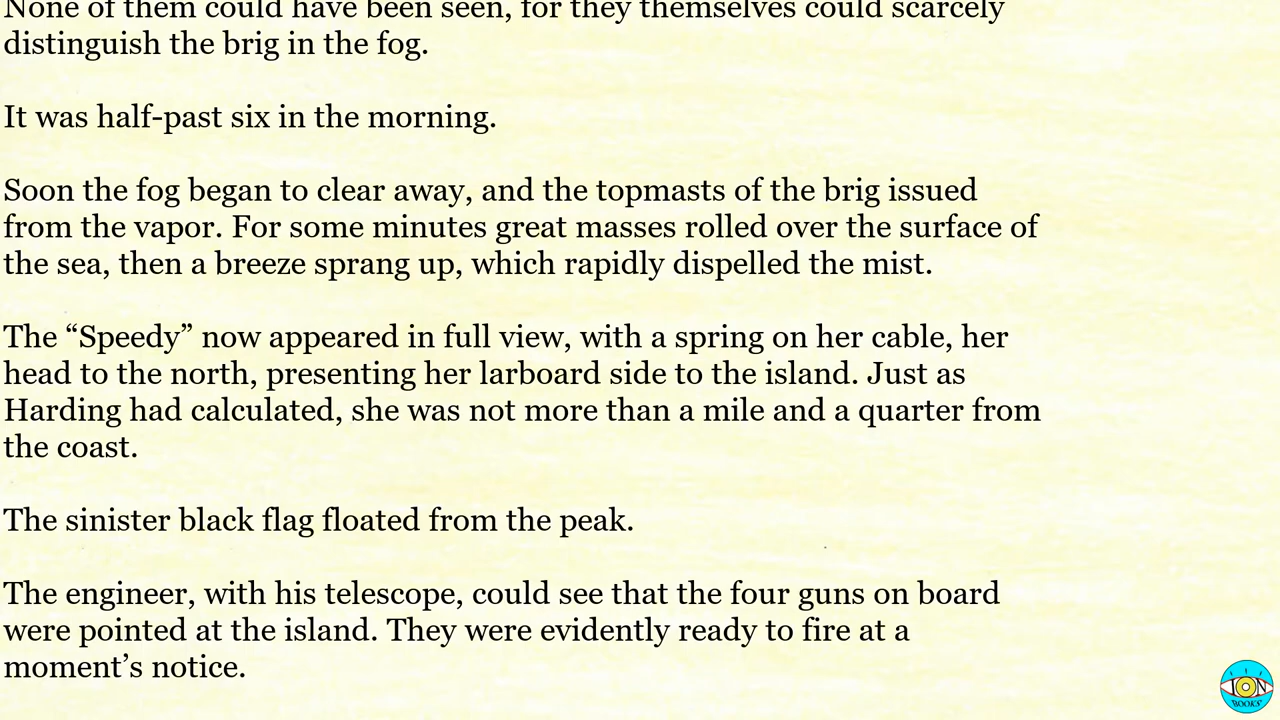 None of them could have been seen, for they themselves could scarcely
distinguish the brig in the fog.
It was half-past six in the morning.
Soon the fog began to clear away, and the topmasts of the brig issued
from the vapor. For some minutes great masses rolled over the surface of
the sea, then a breeze sprang up, which rapidly dispelled the mist.
The “Speedy” now appeared in full view, with a spring on her cable, her
head to the north, presenting her larboard side to the island. Just as
Harding had calculated, she was not more than a mile and a quarter from
the coast.
The sinister black flag floated from the peak.
The engineer, with his telescope, could see that the four guns on board
were pointed at the island. They were evidently ready to fire at a
moment’s notice.
ION
BOOKS